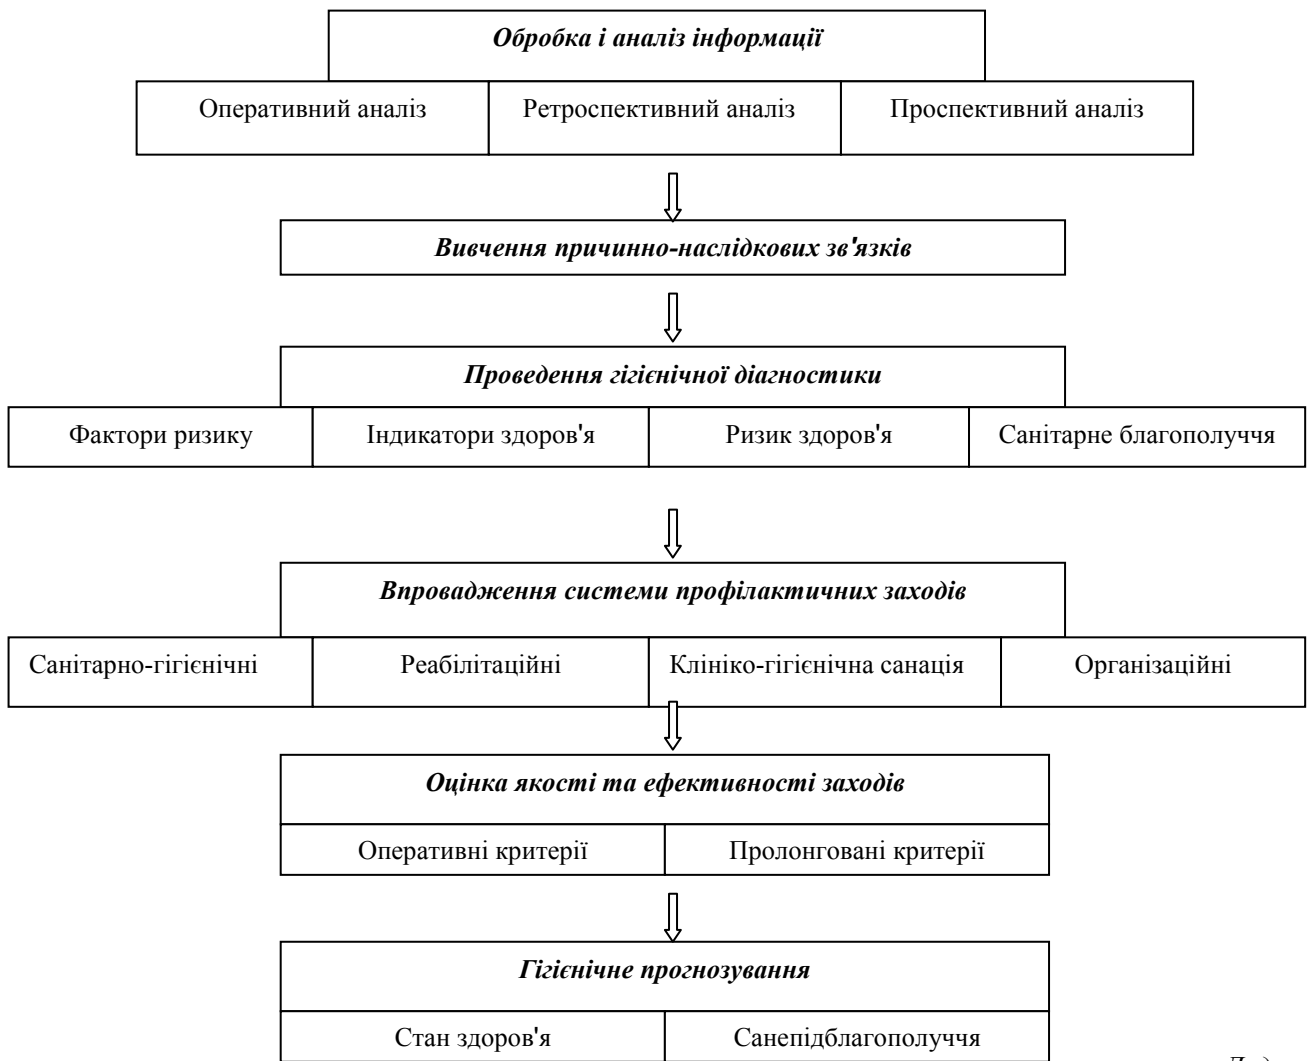 Обробка і аналіз інформації
Оперативний аналіз Ретроспективний аналіз Проспективний аналіз
Вивчення причинно-наслідкових зв'язків
Проведення гігієнічної діагностики
Фактори ризику Індикатори здоров'я Ризик здоров'я Санітарне благополуччя
Впровадження системи профілактичних заходів
Санітарно-гігієнічні Реабілітаційні Клініко-гігієнічна санація Організаційні
Оцінка якості та ефективності заходів
Оперативні критерії Пролонговані критерії
Гігієнічне прогнозування
Стан здоров'я Санепідблагополуччя